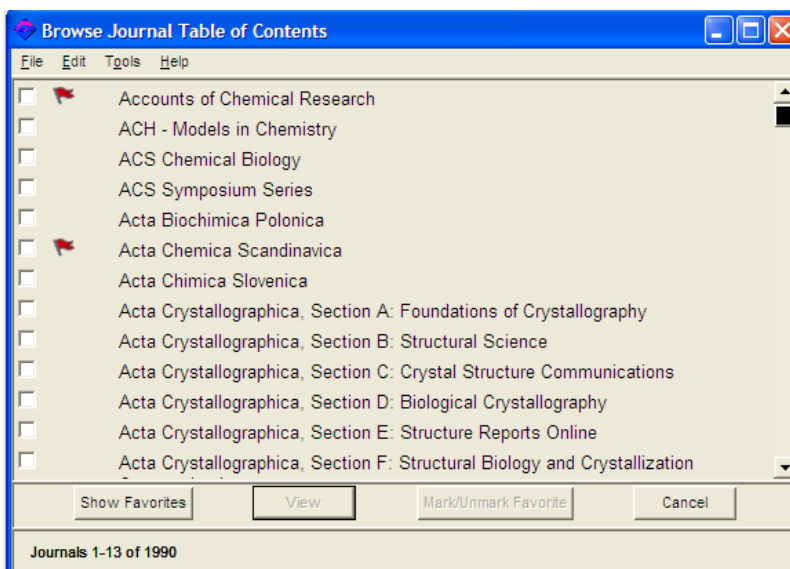 Browse Journal Table of Contents
File Edit Tools Help
Accounts of Chemical Research
ACH - Models in Chemistry
ACS Chemical Biology
ACS Symposium Series
Acta Biochimica Polonica
Acta Chemica Scandinavica
Acta Chimica Slovenica
Acta Crystallographica, Section A: Foundations of Crystallography
Acta Crystallographica, Section B: Structural Science
Acta Crystallographica, Section C: Crystal Structure Communications
Acta Crystallographica, Section D: Biological Crystallography
Acta Crystallographica, Section E: Structure Reports Online
Acta Crystallographica, Section F: Structural Biology and Crystallization
Show Favorites View Mark/Unmark Favorite Cancel
Journals 1-13 of 1990